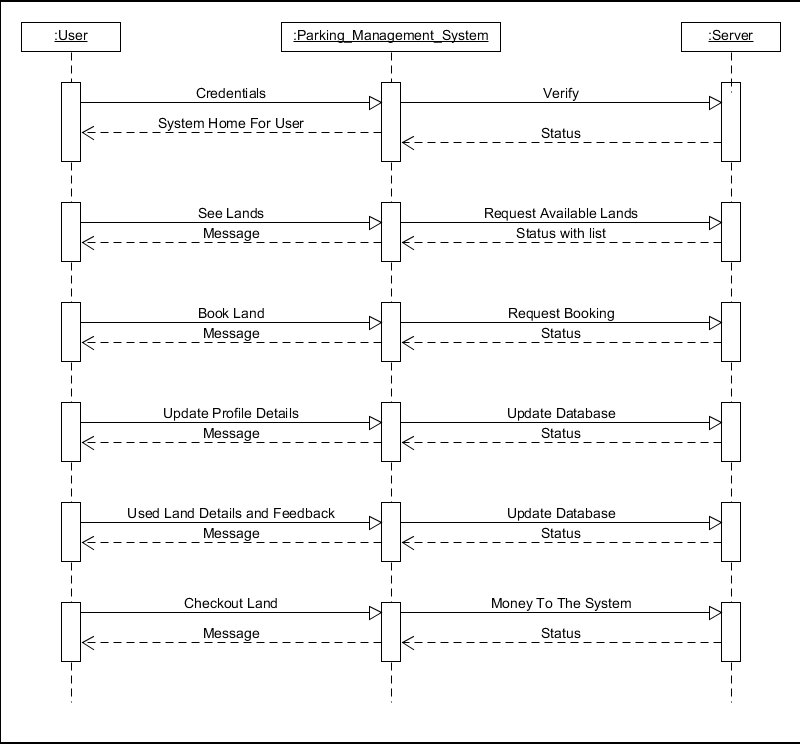 :User
:Parking_Management_System
:Server
Credentials
Verify
System Home For User
Status
See Lands
Request Available Lands
Message
Status with list
Book Land
Request Booking
Message
Status
Update Profile Details
Update Database
Message
Status
Used Land Details and Feedback
Update Database
Message
Status
Checkout Land
Money To The System
Message
Status